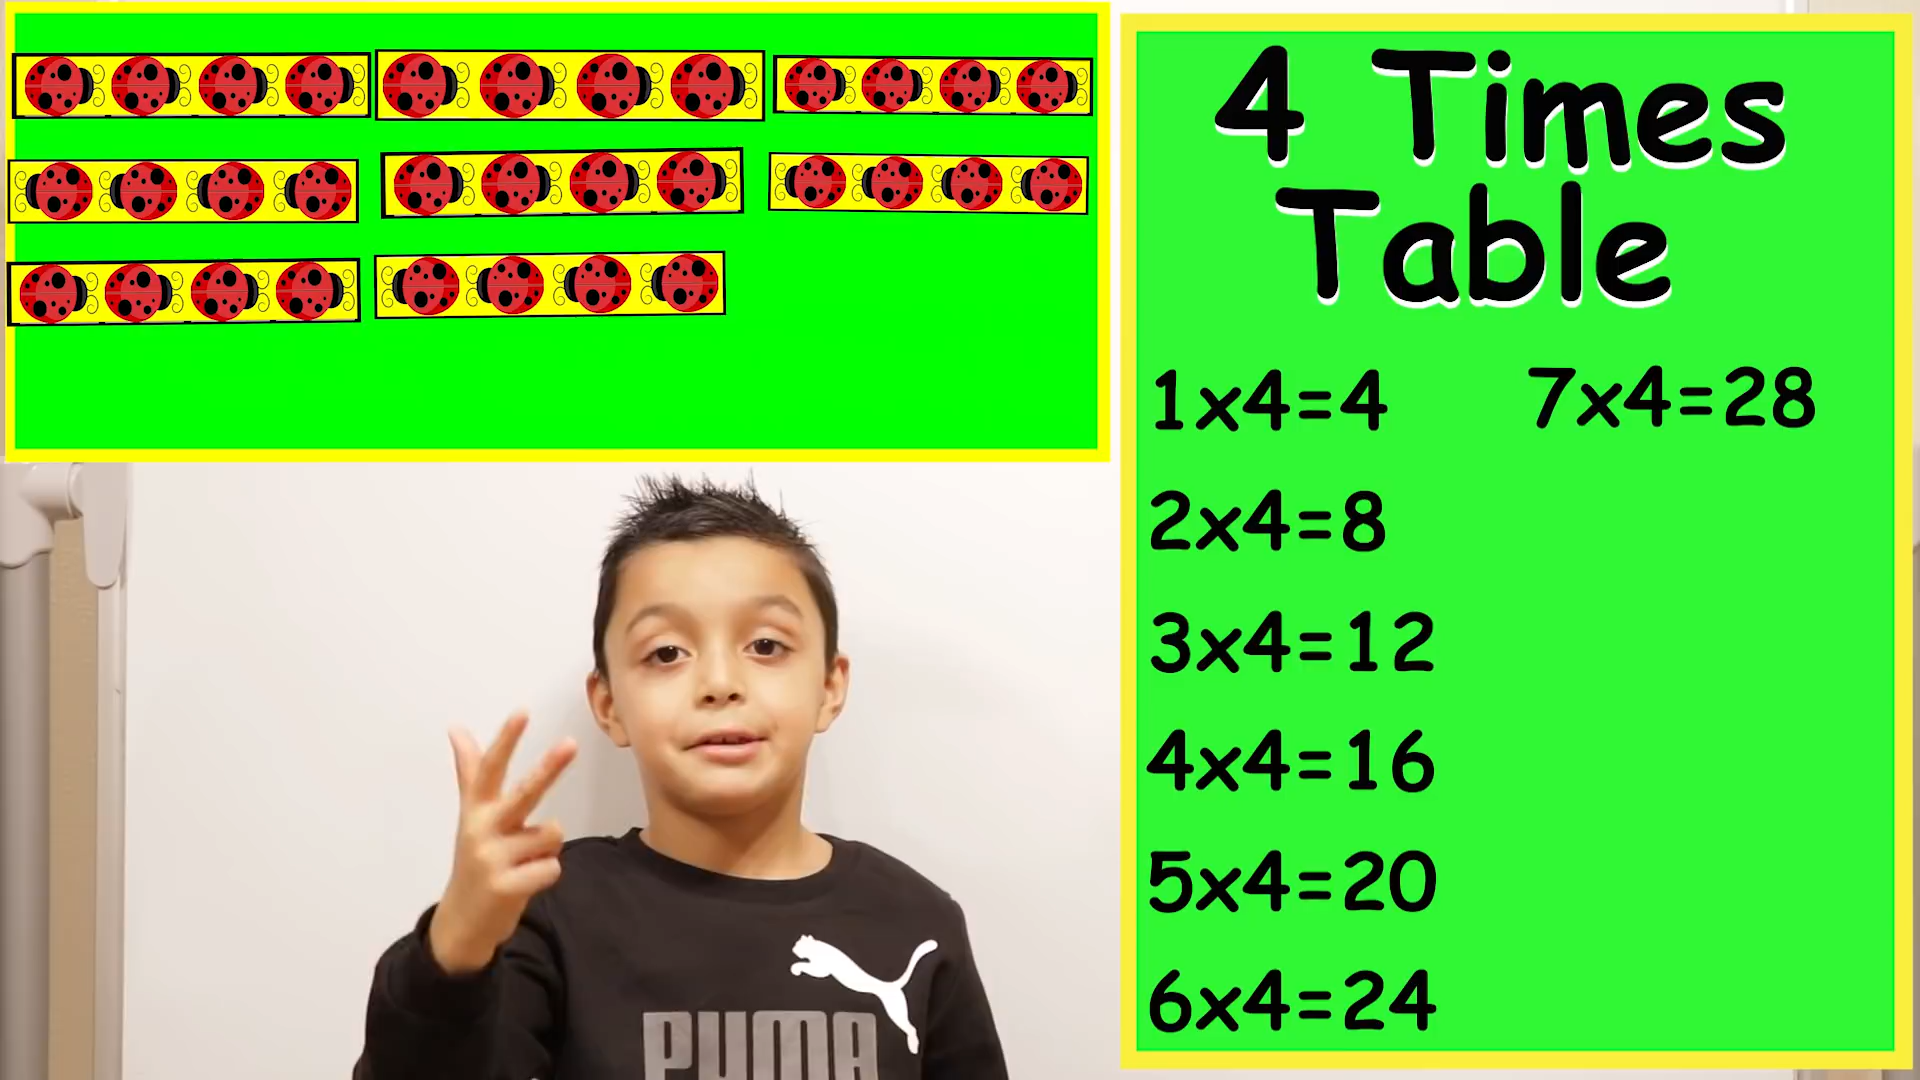 4 Times
Table
1x4=4
7x4=28
2x4=8
3x4=12
4x4=16
5x4=20
6x4=24
PUMA